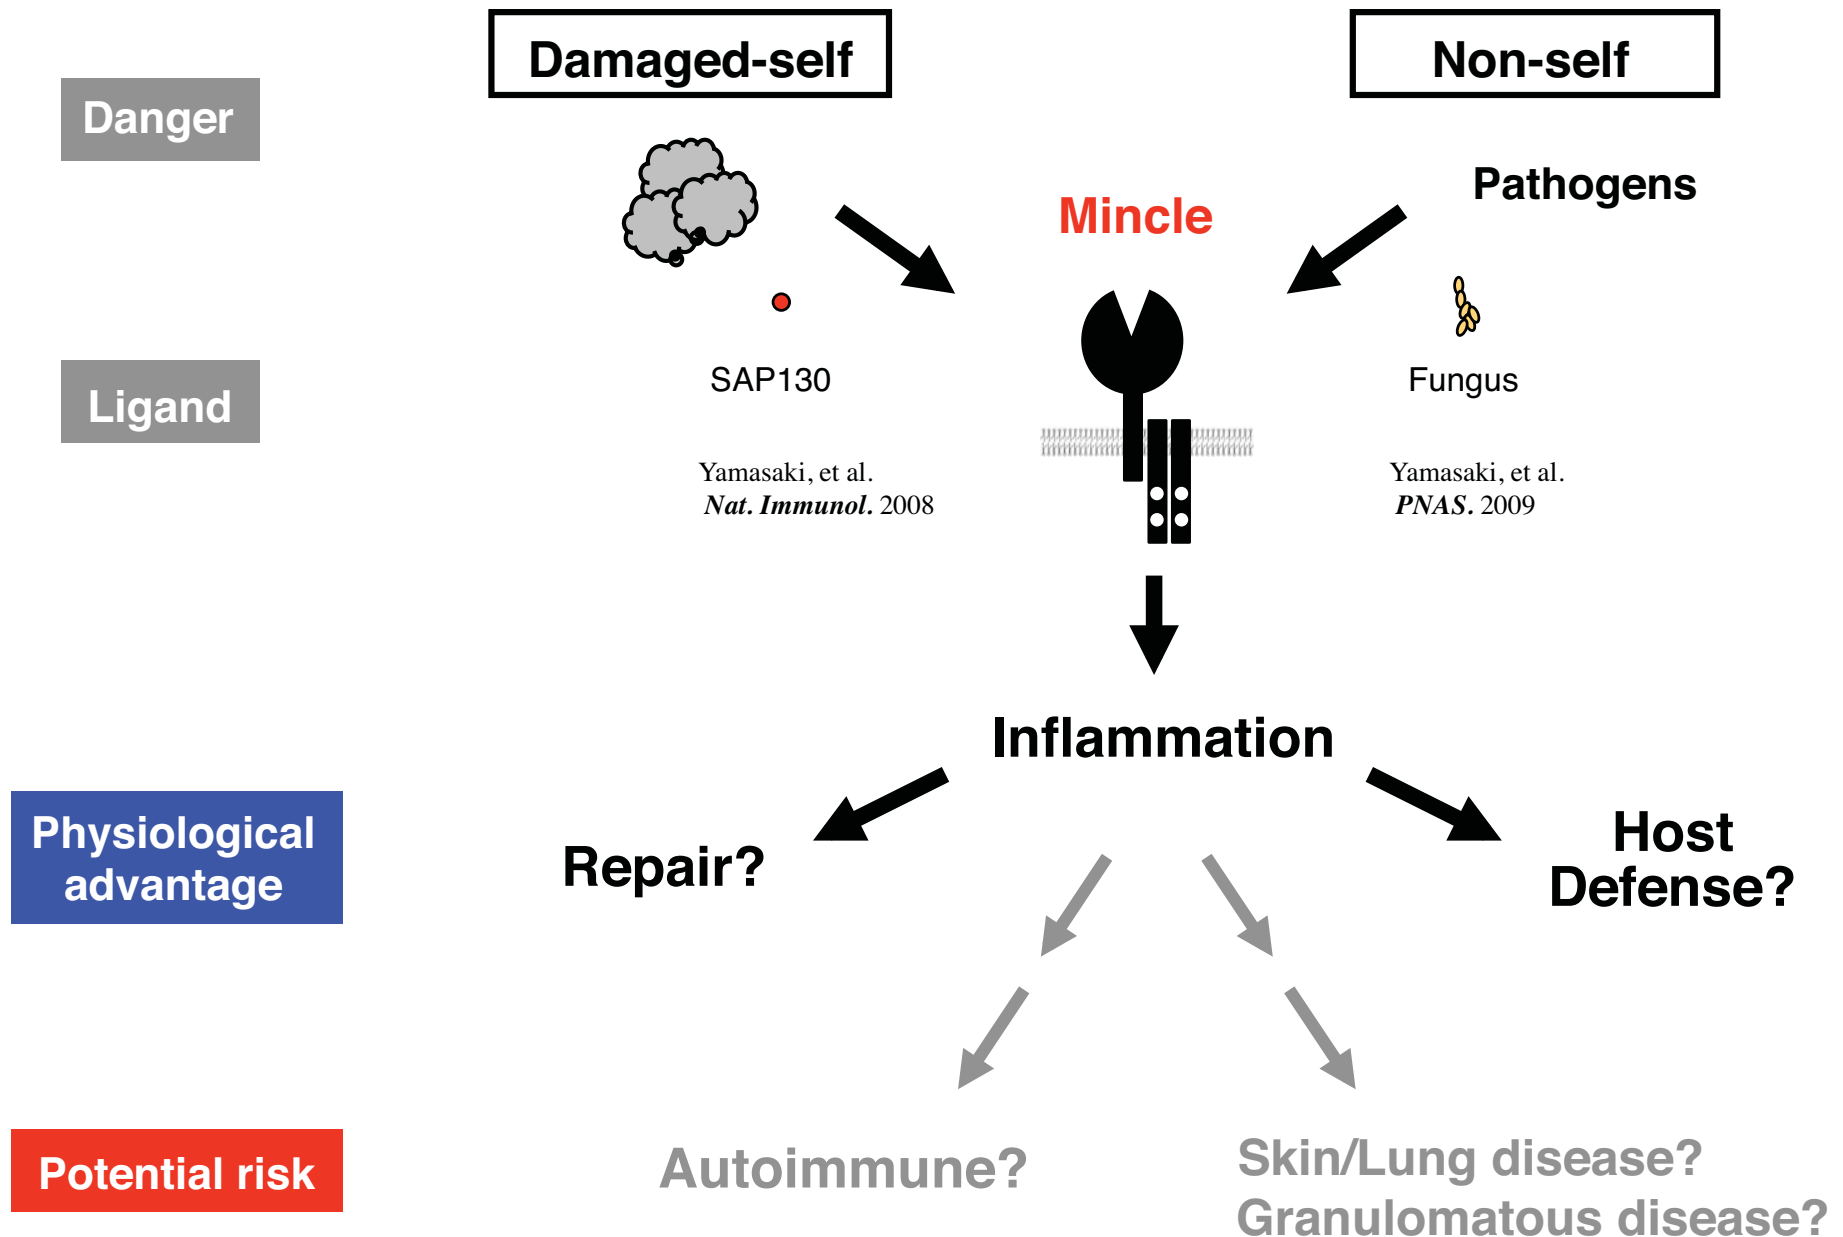 Damaged-self
Non-self
Danger
Pathogens
Mincle
Ligand
SAP130
Fungus
Yamasaki, et al.
Nat. Immunol. 2008
Yamasaki, et al.
PNAS. 2009
Inflammation
Physiological
advantage
Repair?
Host
Defense?
Potential risk
Autoimmune?
Skin/Lung disease?
Granulomatous disease?